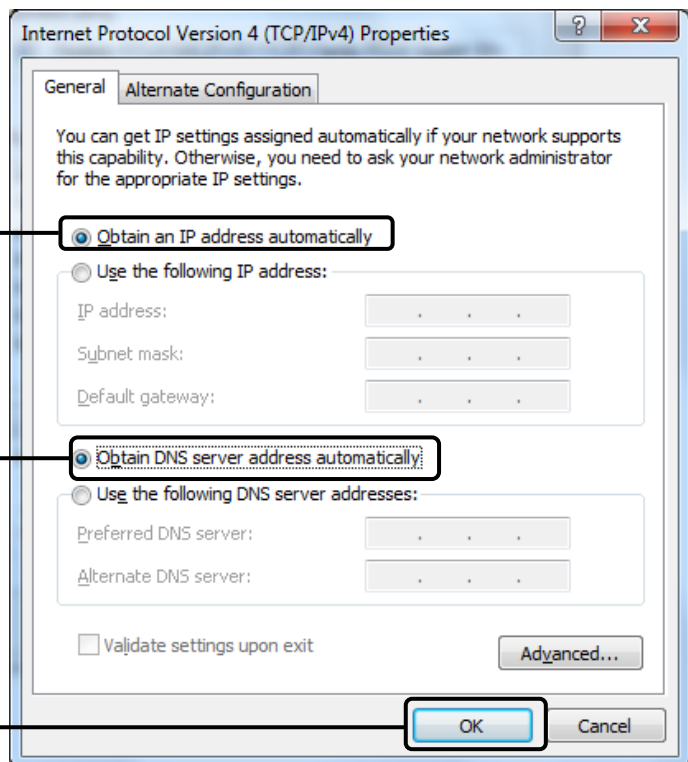 Internet Protocol Version 4 (TCP/IPv4) Properties
General
Alternate Configuration
You can get IP settings assigned automatically if your network supports
this capability. Otherwise, you need to ask your network administrator
for the appropriate IP settings.
Obtain an IP address automatically
Use the following IP address:
IP address:
Subnet mask:
Default gateway:
Obtain DNS server address automatically
Use the following DNS server addresses:
Preferred DNS server:
Alternate DNS server:
Validate settings upon exit
Advanced...
OK
Cancel